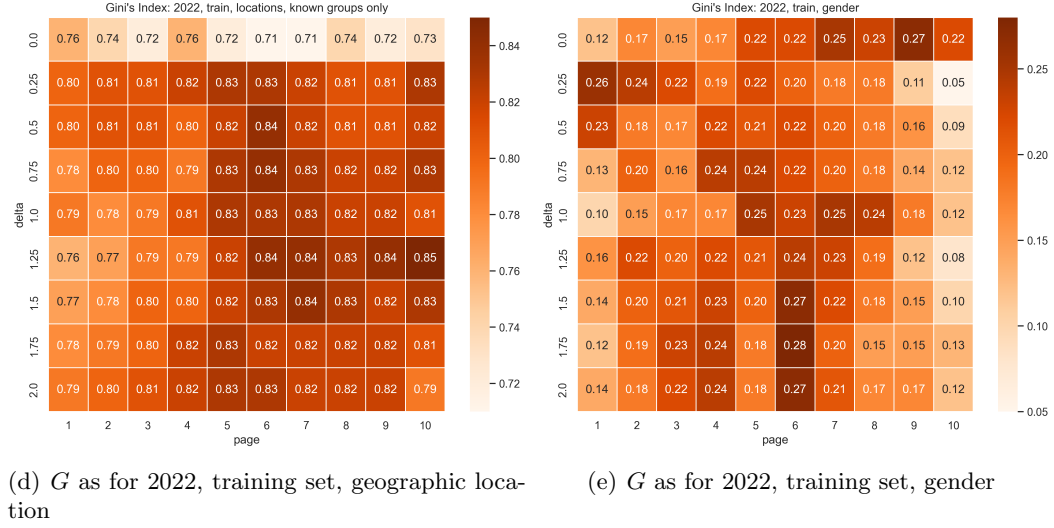 Gini's Index: 2022, train, locations, known groups only
0.0 0.76 0.74 0.72 0.76 0.72 0.71 0.71 0.74 0.72 0.73
0.25 0.80 0.81 0.81 0.82 0.83 0.83 0.82 0.82 0.82 0.83
0.5 0.80 0.81 0.81 0.80 0.82 0.84 0.82 0.81 0.81 0.82
0.75 0.78 0.80 0.80 0.79 0.83 0.84 0.83 0.82 0.82 0.83
1.0 0.79 0.78 0.79 0.81 0.83 0.83 0.83 0.82 0.82 0.81
1.25 0.76 0.77 0.79 0.79 0.82 0.84 0.84 0.83 0.84 0.85
1.5 0.77 0.78 0.80 0.80 0.82 0.83 0.84 0.83 0.82 0.83
1.75 0.78 0.79 0.80 0.82 0.83 0.83 0.82 0.82 0.82 0.81
2.0 0.79 0.80 0.81 0.82 0.83 0.83 0.82 0.82 0.82 0.79
delta
1 2 3 4 5 6 7 8 9 10
page
0.84
0.82
0.80
0.78
0.76
0.74
0.72
(d) G as for 2022, training set, geographic loca-
tion
Gini's Index: 2022, train, gender
0.0 0.12 0.17 0.15 0.17 0.22 0.22 0.25 0.23 0.27 0.22
0.25 0.26 0.24 0.22 0.19 0.22 0.20 0.18 0.18 0.11 0.05
0.5 0.23 0.18 0.17 0.22 0.21 0.22 0.20 0.18 0.16 0.09
0.75 0.13 0.20 0.16 0.24 0.24 0.20 0.20 0.20 0.14 0.12
1.0 0.10 0.15 0.17 0.17 0.25 0.23 0.25 0.24 0.18 0.12
1.25 0.16 0.22 0.20 0.22 0.21 0.24 0.23 0.19 0.12 0.08
1.5 0.14 0.20 0.21 0.23 0.20 0.27 0.22 0.18 0.15 0.10
1.75 0.12 0.19 0.23 0.24 0.18 0.28 0.20 0.15 0.15 0.13
2.0 0.14 0.18 0.22 0.24 0.18 0.27 0.21 0.17 0.17 0.12
delta
1 2 3 4 5 6 7 8 9 10
page
0.25
0.20
0.15
0.10
0.05
(e) G as for 2022, training set, gender